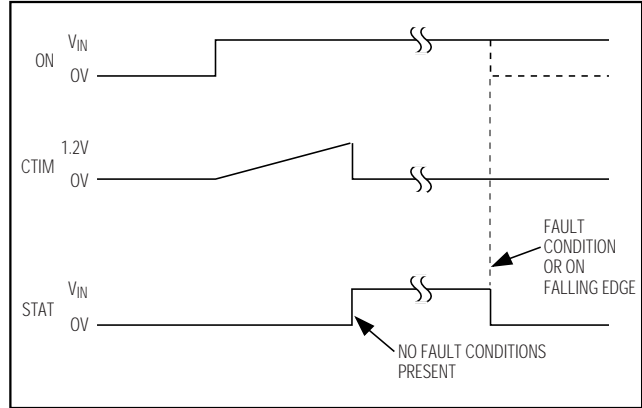 VIN
ON
0V
1.2V
CTIM
0V
FAULT
CONDITION
OR ON
FALLING EDGE
VIN
STAT
0V
NO FAULT CONDITIONS
PRESENT